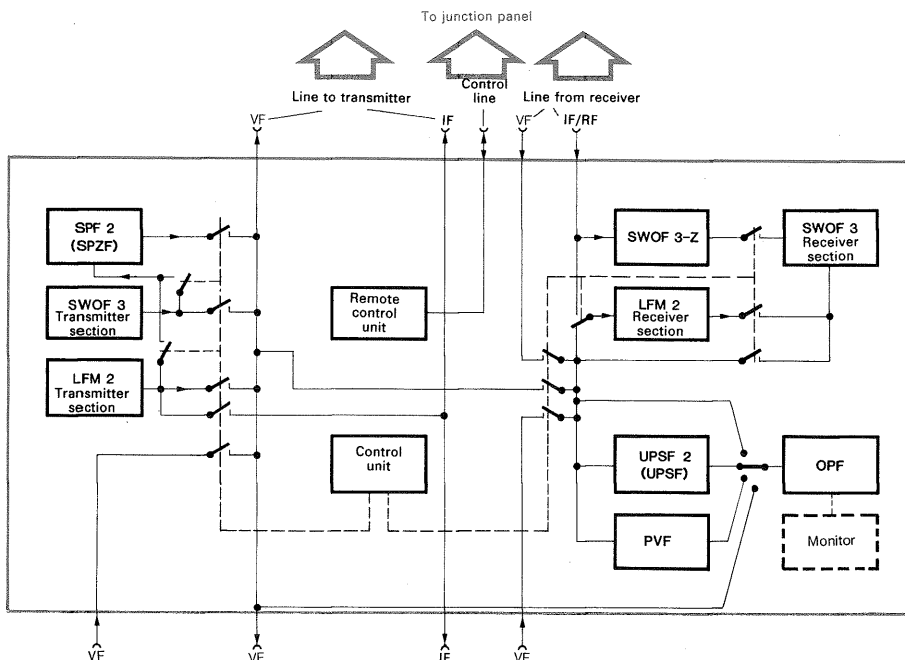 To junction panel
Line to transmitter
Control
line
Line from receiver
VF
IF
VF
IF/RF
SPF 2
(SPZF)
SWOF 3
Transmitter
section
LFM 2
Transmitter
section
Remote
control
unit
Control
unit
SWOF 3-Z
SWOF 3
Receiver
section
LFM 2
Receiver
section
UPSF 2
(UPSF)
OPF
PVF
Monitor
VF
VF
IF
VF